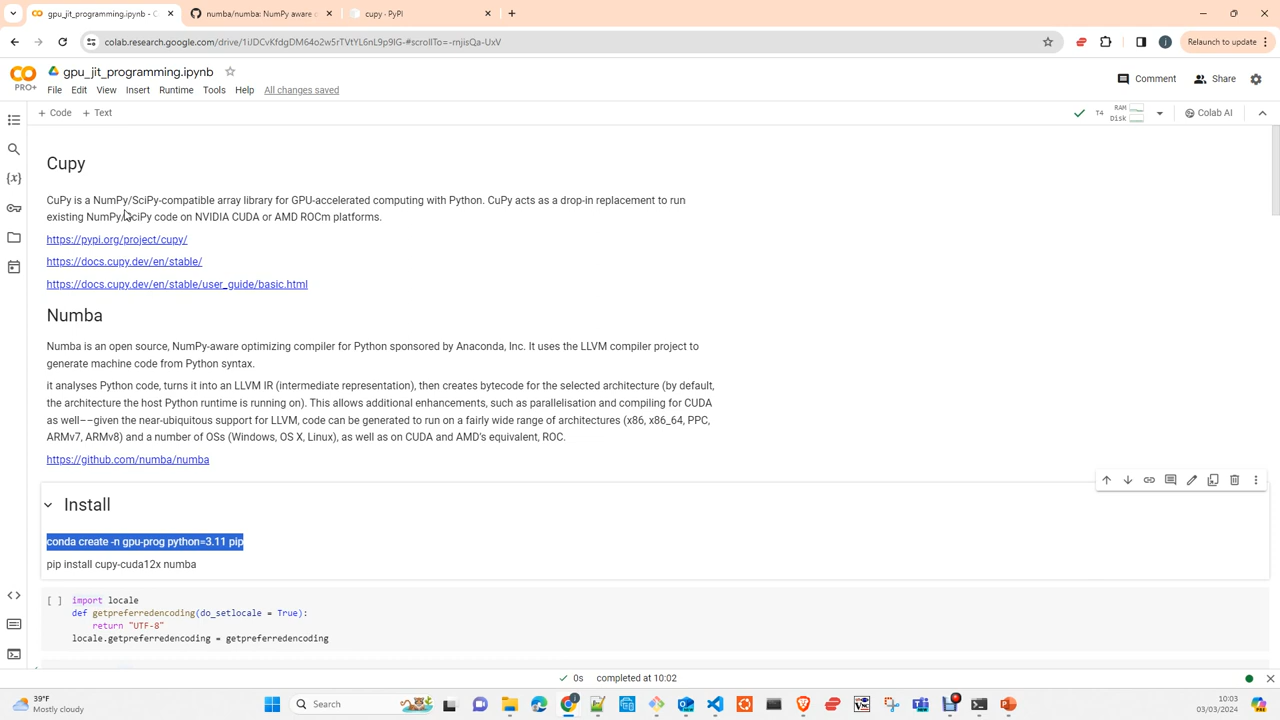 gpu_jit_programming.ipynb - C
numba/numba: NumPy aware d
cupy · PyPI
colab.research.google.com/drive/1iJDCvKfdgDM64o2w5rTVtYL6nL9p9lG-#scrollTo=-rnjisQa-UxV
Relaunch to update
gpu_jit_programming.ipynb
PRO+
File Edit View Insert Runtime Tools Help All changes saved
Comment Share
+ Code + Text
T4 RAM Disk Colab AI
Cupy
CuPy is a NumPy/SciPy-compatible array library for GPU-accelerated computing with Python. CuPy acts as a drop-in replacement to run
existing NumPy/SciPy code on NVIDIA CUDA or AMD ROCm platforms.
https://pypi.org/project/cupy/
https://docs.cupy.dev/en/stable/
https://docs.cupy.dev/en/stable/user_guide/basic.html
Numba
Numba is an open source, NumPy-aware optimizing compiler for Python sponsored by Anaconda, Inc. It uses the LLVM compiler project to
generate machine code from Python syntax.
it analyses Python code, turns it into an LLVM IR (intermediate representation), then creates bytecode for the selected architecture (by default,
the architecture the host Python runtime is running on). This allows additional enhancements, such as parallelisation and compiling for CUDA
as well––given the near-ubiquitous support for LLVM, code can be generated to run on a fairly wide range of architectures (x86, x86_64, PPC,
ARMv7, ARMv8) and a number of OSs (Windows, OS X, Linux), as well as on CUDA and AMD's equivalent, ROC.
https://github.com/numba/numba
Install
conda create -n gpu-prog python=3.11 pip
pip install cupy-cuda12x numba
[ ] import locale
def getpreferredencoding(do_setlocale = True):
return "UTF-8"
locale.getpreferredencoding = getpreferredencoding
0s completed at 10:02
39°F
Mostly cloudy
Search
10:03
03/03/2024